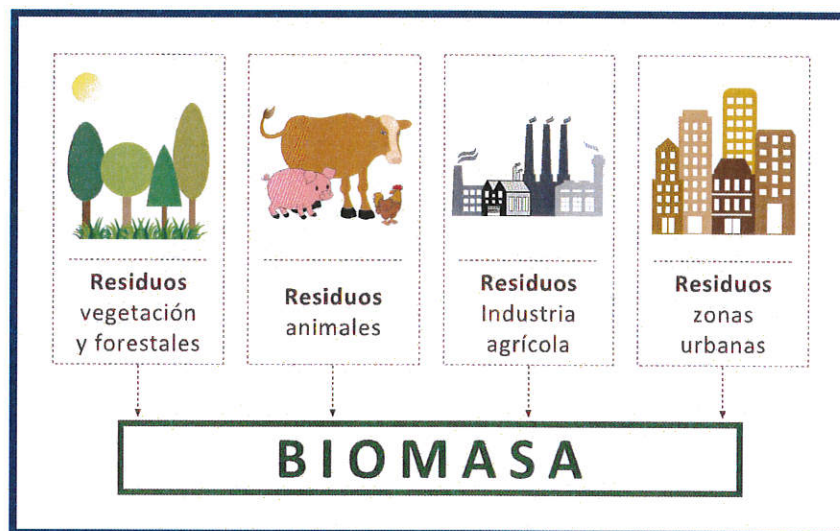 Residuos
vegetación
y forestales
Residuos
animales
Residuos
Industria
agrícola
Residuos
zonas
urbanas
BIOMASA